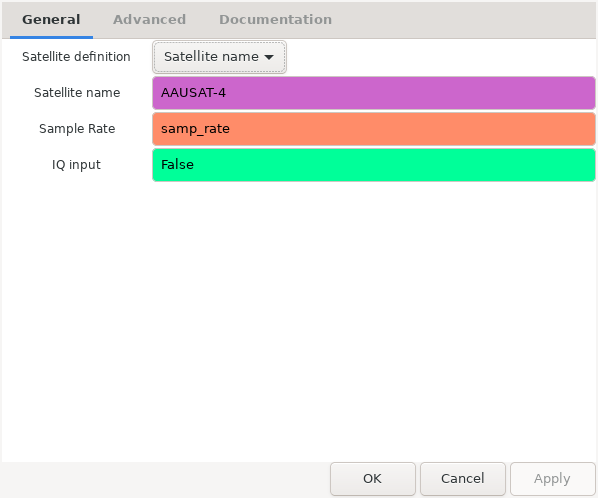 General Advanced Documentation
Satellite definition Satellite name
Satellite name AAUSAT-4
Sample Rate samp_rate
IQ input False
OK Cancel Apply